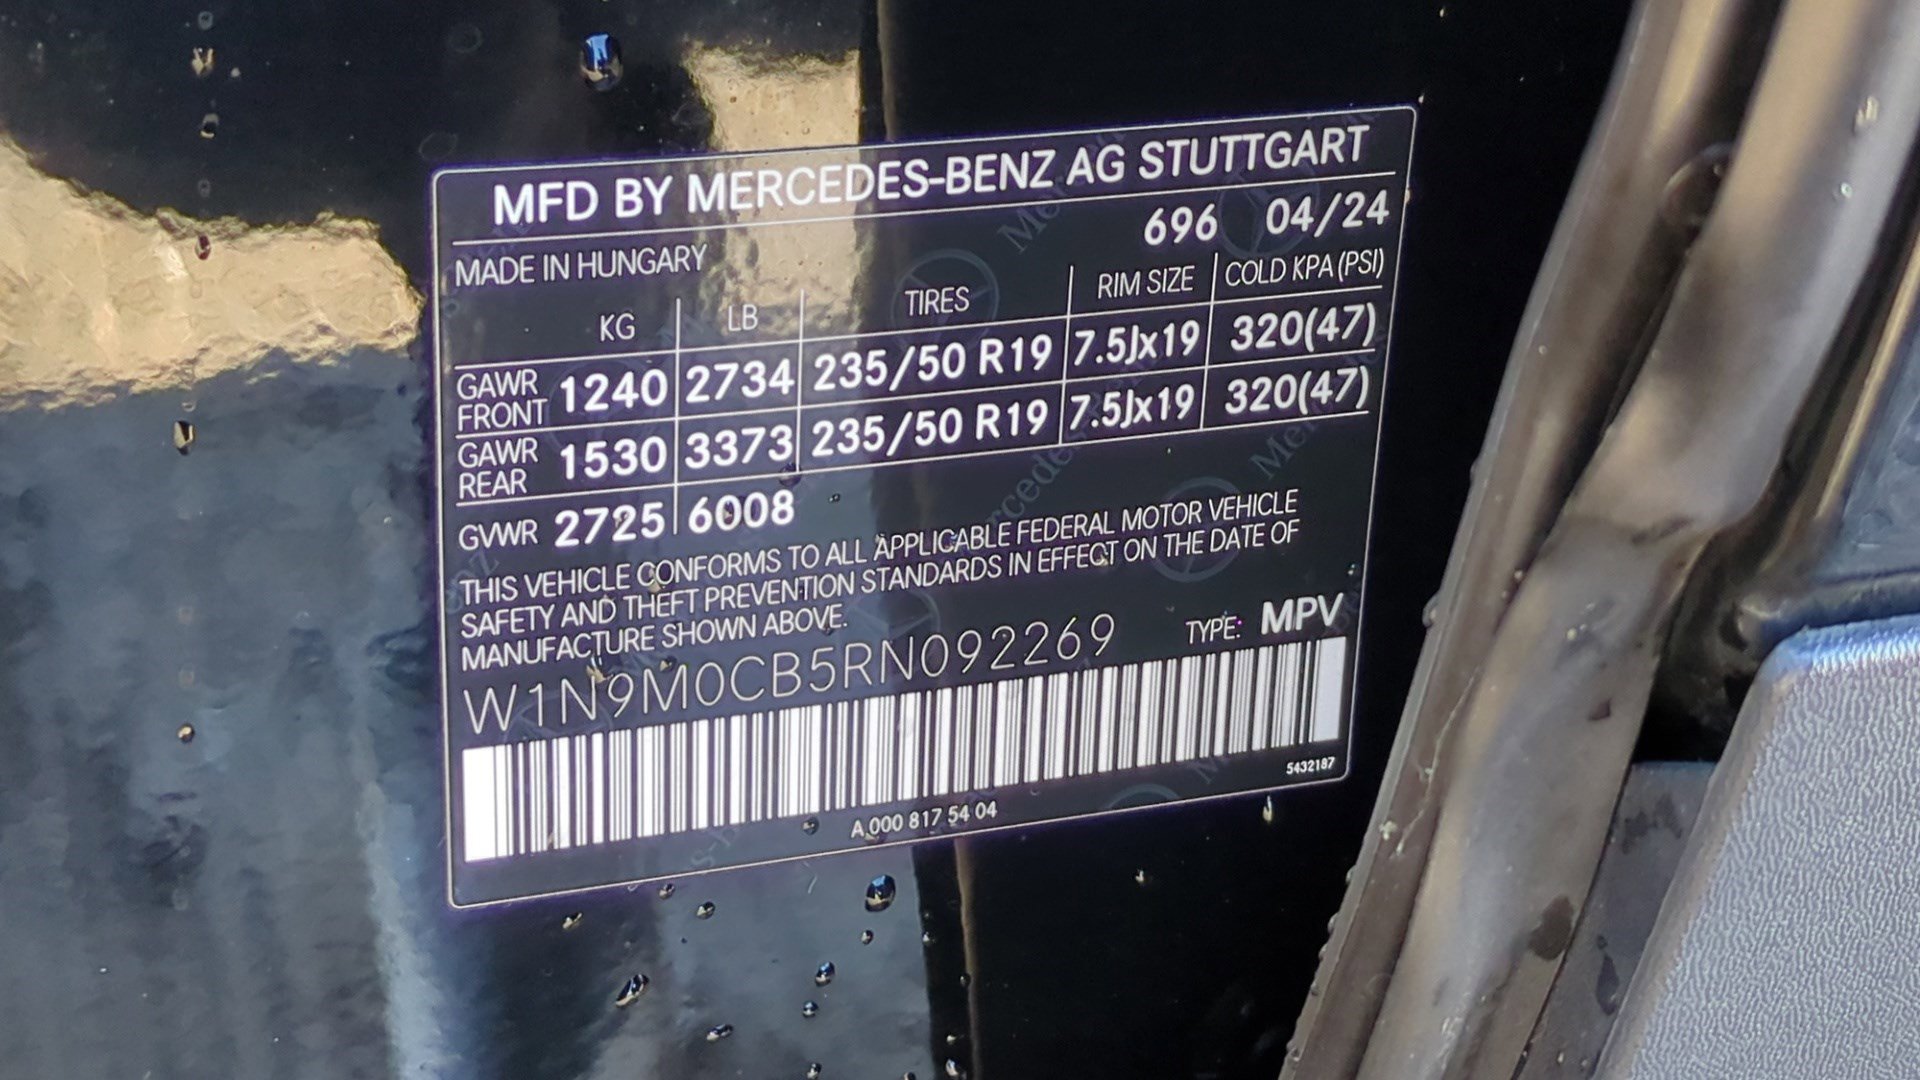 MFD BY MERCEDES-BENZ AG STUTTGART
696 04/24
MADE IN HUNGARY
KG LB TIRES RIM SIZE COLD KPA (PSI)
GAWR FRONT 1240 2734 235/50 R19 7.5Jx19 320(47)
GAWR REAR 1530 3373 235/50 R19 7.5Jx19 320(47)
GVWR 2725 6008
THIS VEHICLE CONFORMS TO ALL APPLICABLE FEDERAL MOTOR VEHICLE
SAFETY AND THEFT PREVENTION STANDARDS IN EFFECT ON THE DATE OF
MANUFACTURE SHOWN ABOVE.
W1N9M0CB5RN092269 TYPE: MPV
5432187
A 000 817 54 04